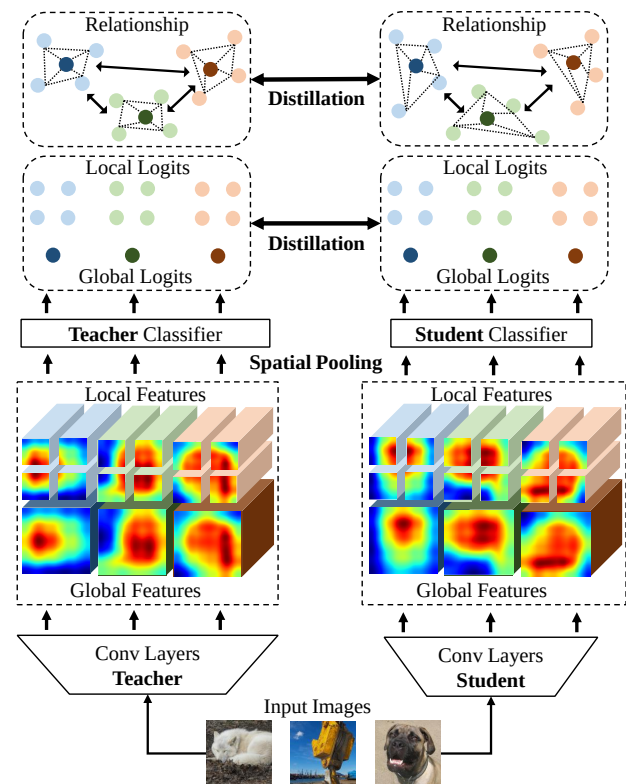 Relationship
Relationship
Distillation
Local Logits
Local Logits
Distillation
Global Logits
Global Logits
Teacher Classifier
Student Classifier
Spatial Pooling
Local Features
Local Features
Global Features
Global Features
Conv Layers
Teacher
Conv Layers
Student
Input Images